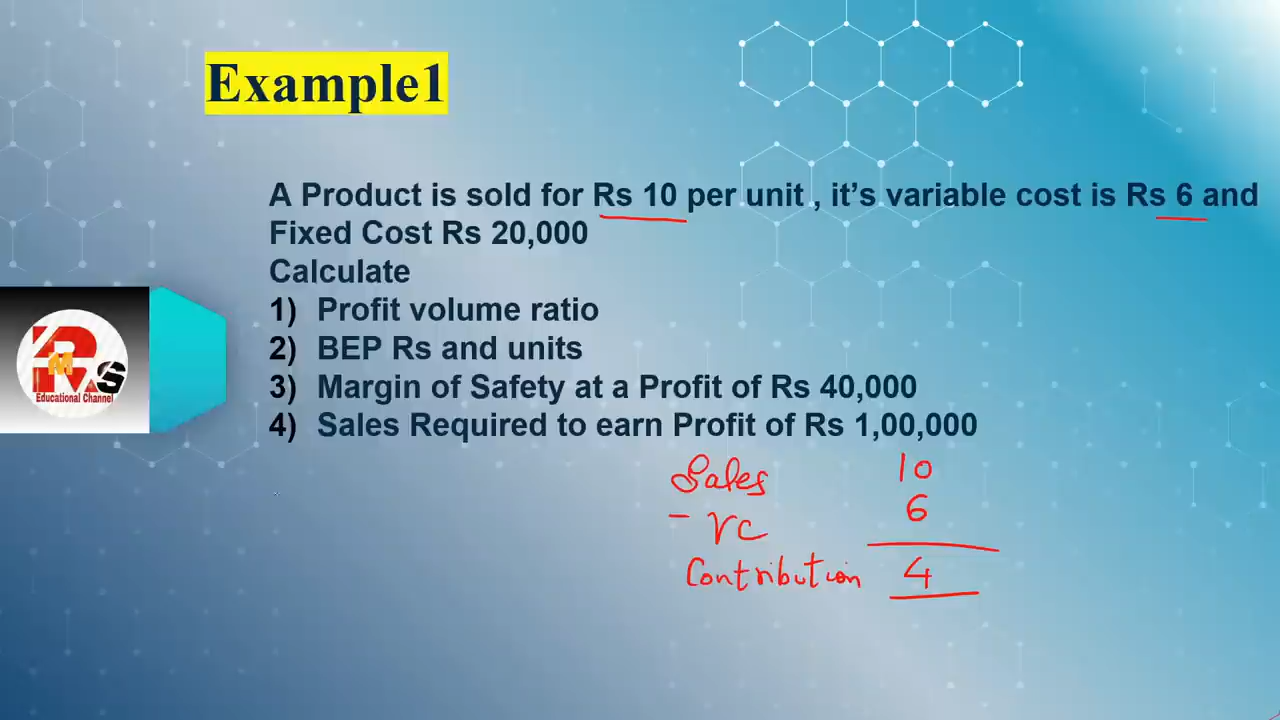 Example1
A Product is sold for Rs 10 per unit , it's variable cost is Rs 6 and
Fixed Cost Rs 20,000
Calculate
1) Profit volume ratio
2) BEP Rs and units
3) Margin of Safety at a Profit of Rs 40,000
4) Sales Required to earn Profit of Rs 1,00,000
Sales 10
- VC 6
Contribution 4
Educational Channel